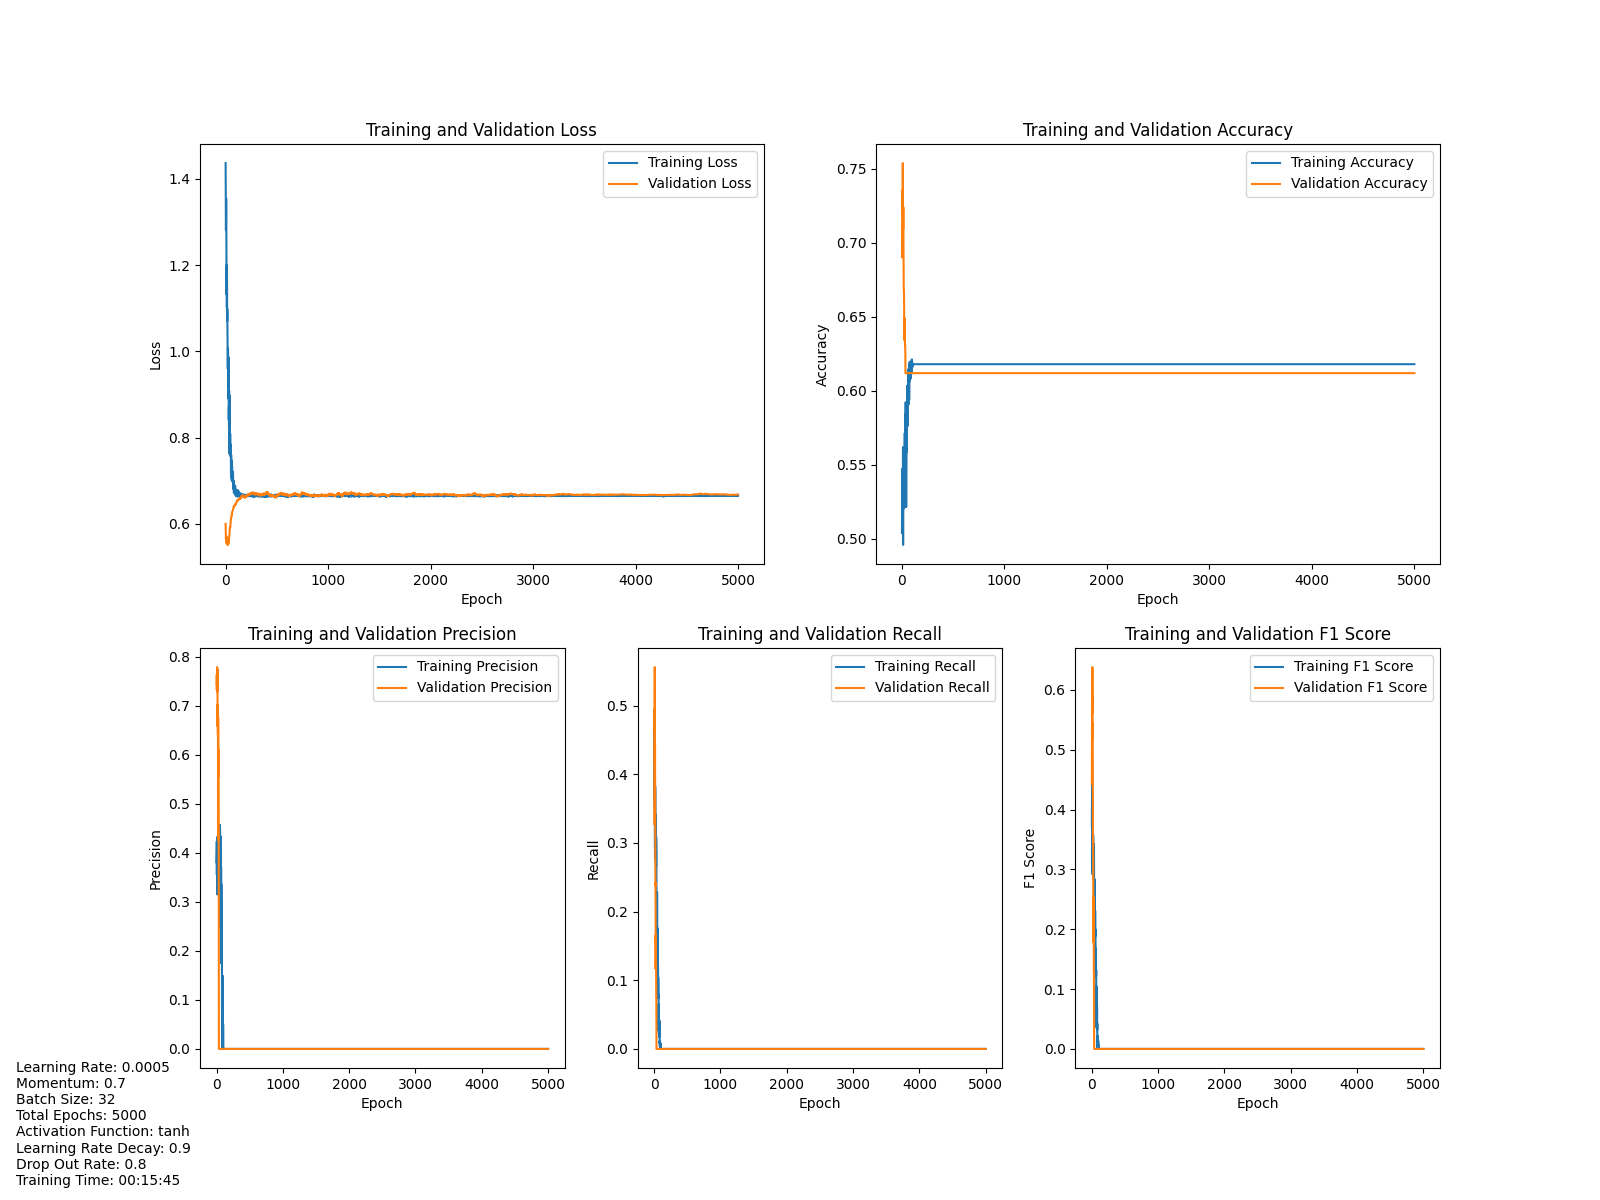 Training and Validation Loss
Training Loss
Validation Loss
1.4
1.2
1.0
0.8
0.6
Loss
0 1000 2000 3000 4000 5000
Epoch
Training and Validation Accuracy
Training Accuracy
Validation Accuracy
0.75
0.70
0.65
0.60
0.55
0.50
Accuracy
0 1000 2000 3000 4000 5000
Epoch
Training and Validation Precision
Training Precision
Validation Precision
0.8
0.7
0.6
0.5
0.4
0.3
0.2
0.1
0.0
Precision
0 1000 2000 3000 4000 5000
Epoch
Training and Validation Recall
Training Recall
Validation Recall
0.5
0.4
0.3
0.2
0.1
0.0
Recall
0 1000 2000 3000 4000 5000
Epoch
Training and Validation F1 Score
Training F1 Score
Validation F1 Score
0.6
0.5
0.4
0.3
0.2
0.1
0.0
F1 Score
0 1000 2000 3000 4000 5000
Epoch
Learning Rate: 0.0005
Momentum: 0.7
Batch Size: 32
Total Epochs: 5000
Activation Function: tanh
Learning Rate Decay: 0.9
Drop Out Rate: 0.8
Training Time: 00:15:45